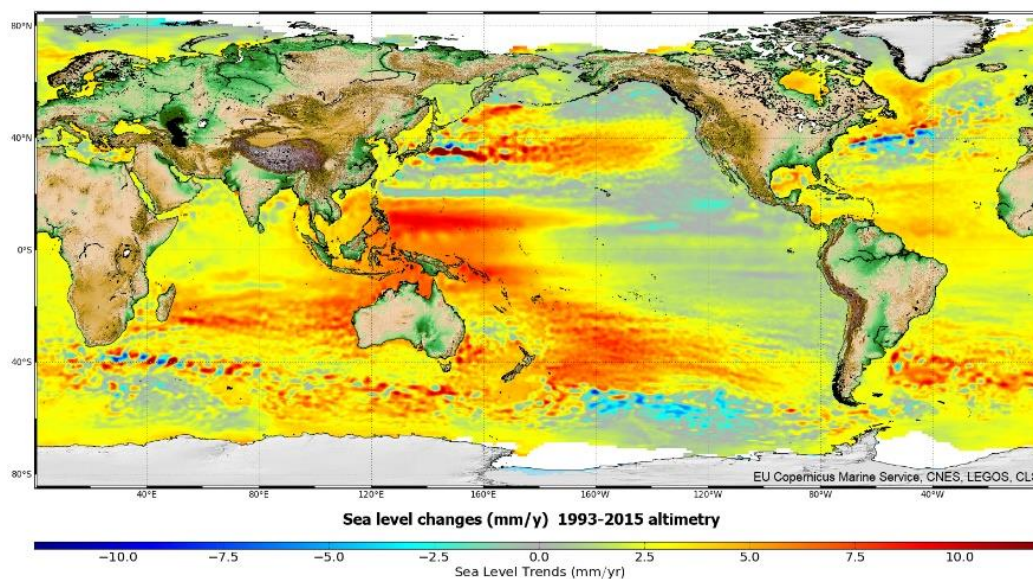 80°N
40°N
0°S
40°S
80°S
EU Copernicus Marine Service, CNES, LEGOS, CLS
40°E 80°E 120°E 160°E 160°W 120°W 80°W 40°W
Sea level changes (mm/y) 1993-2015 altimetry
−10.0 −7.5 −5.0 −2.5 0.0 2.5 5.0 7.5 10.0
Sea Level Trends (mm/yr)